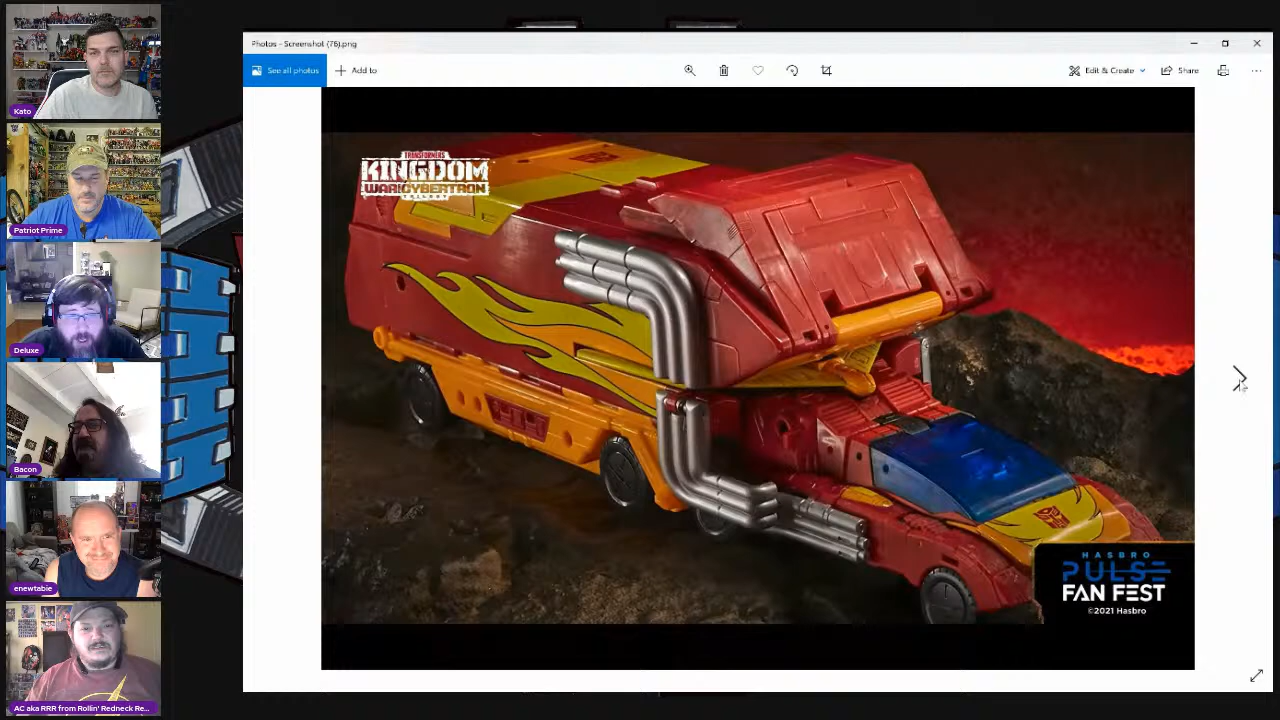 Kato
Patriot Prime
Deluxe
Bacon
enewtabie
AC aka RRR from Rollin' Redneck Re...
Photos - Screenshot (76).png
See all photos
Add to
Edit & Create
Share
TRANSFORMERS
KINGDOM
WAR FOR CYBERTRON
TRILOGY
HASBRO
PULSE
FAN FEST
©2021 Hasbro